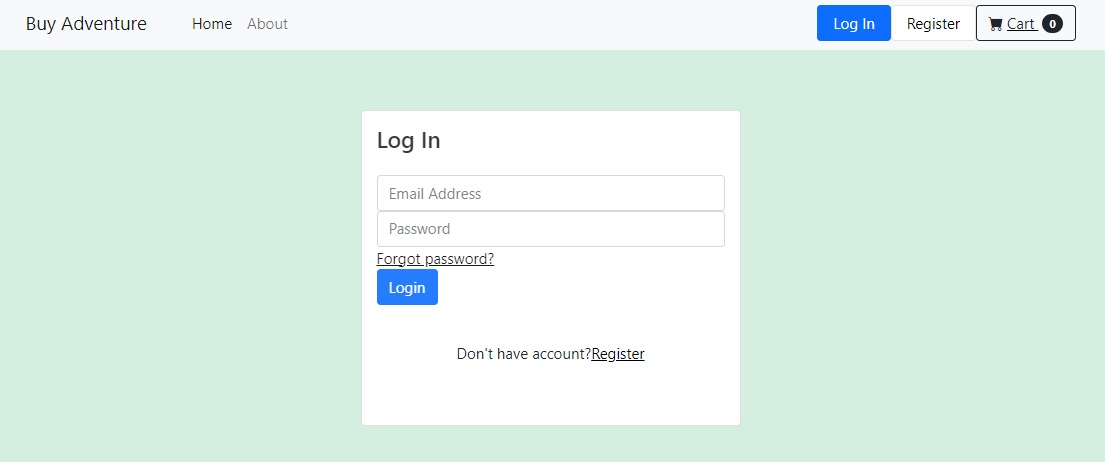 Buy Adventure Home About Log In Register Cart 0
Log In
Email Address
Password
Forgot password?
Login
Don't have account?Register